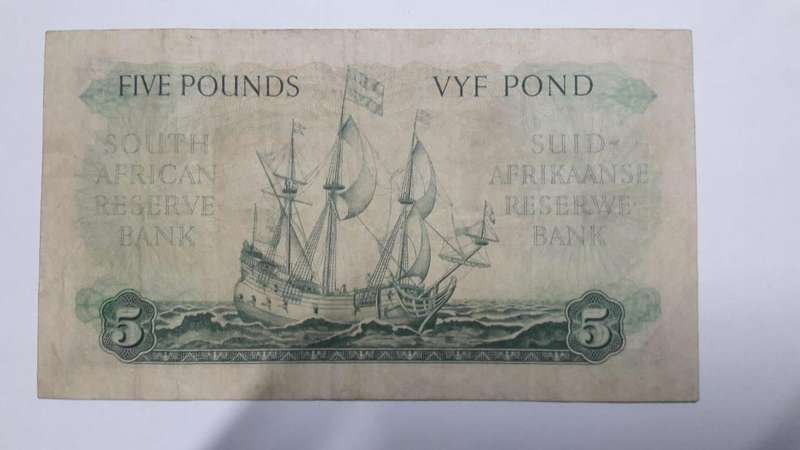 FIVE POUNDS
VYF POND
SOUTH
AFRICAN
RESERVE
BANK
SUID-
AFRIKAANSE
RESERWE-
BANK
5
5